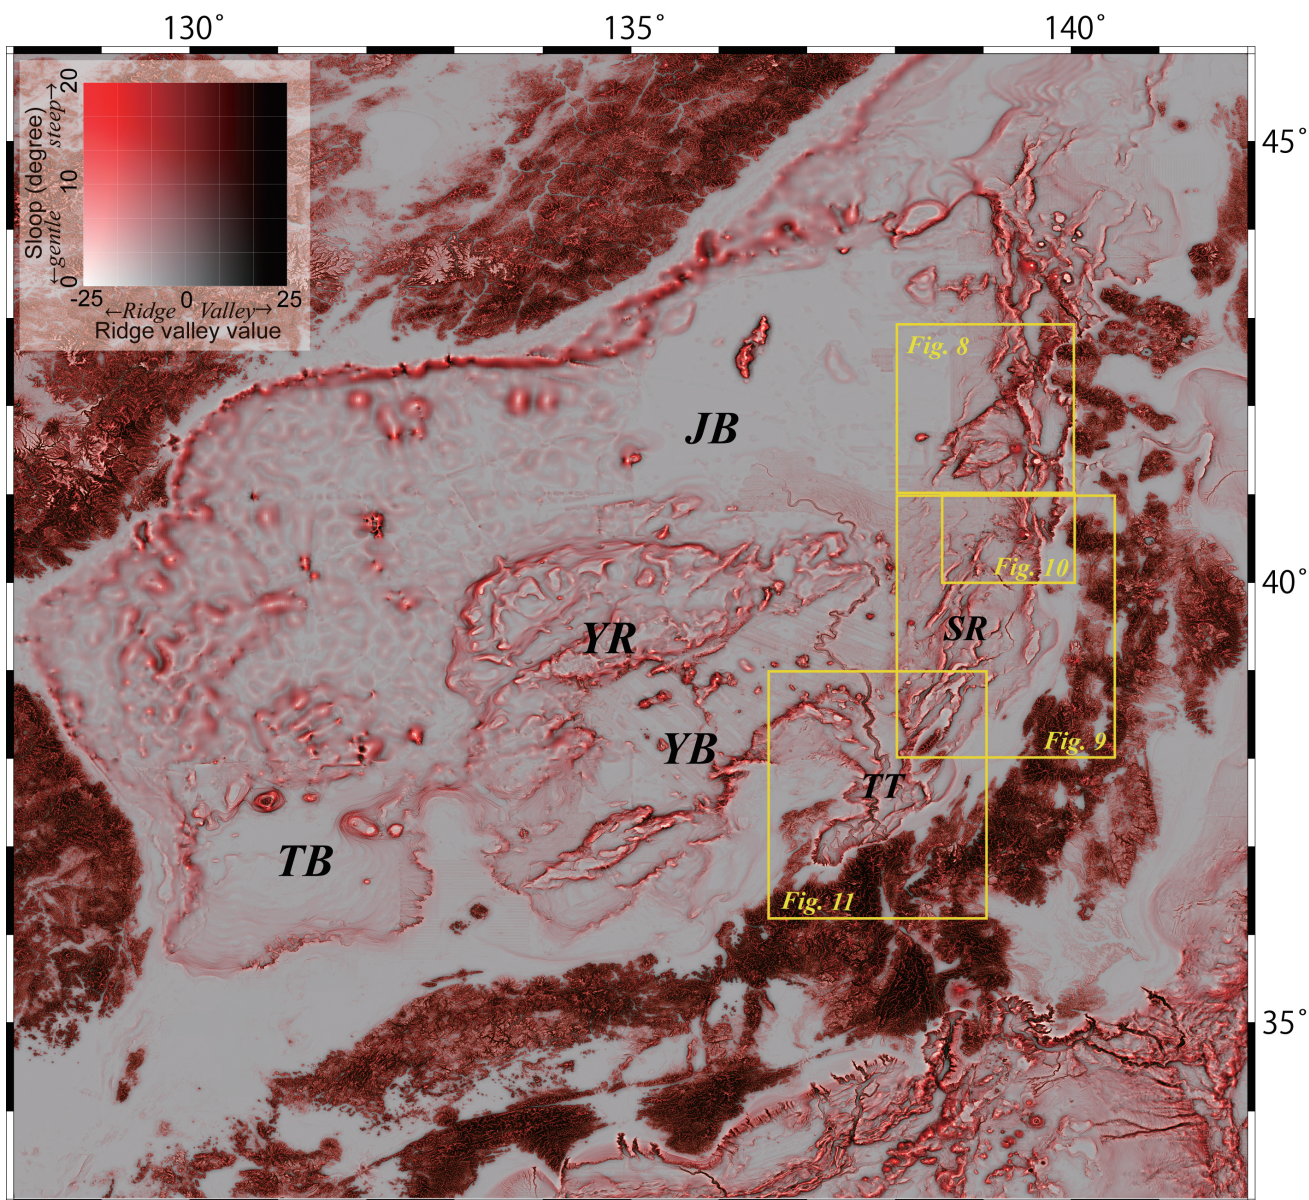 130° 135° 140°
20
steep→
Sloop (degree)
10
←gentle
0
-25 0 25
←Ridge Valley→
Ridge valley value
45°
Fig. 8
JB
Fig. 10
40°
SR
YR
Fig. 9
YB
TT
TB
Fig. 11
35°